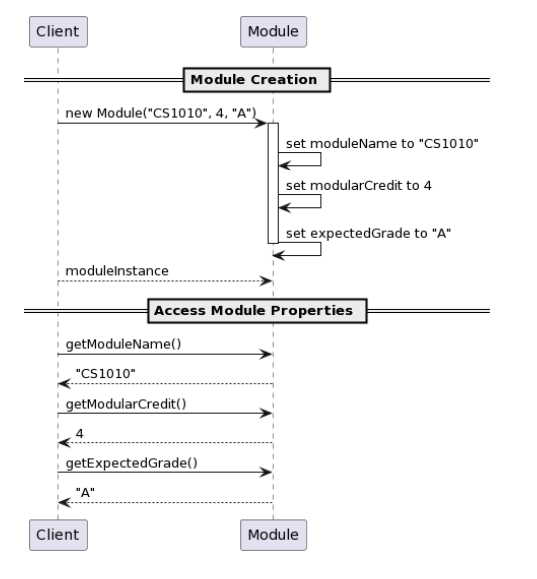 Client Module
Module Creation
new Module("CS1010", 4, "A")
set moduleName to "CS1010"
set modularCredit to 4
set expectedGrade to "A"
moduleInstance
Access Module Properties
getModuleName()
"CS1010"
getModularCredit()
4
getExpectedGrade()
"A"
Client Module